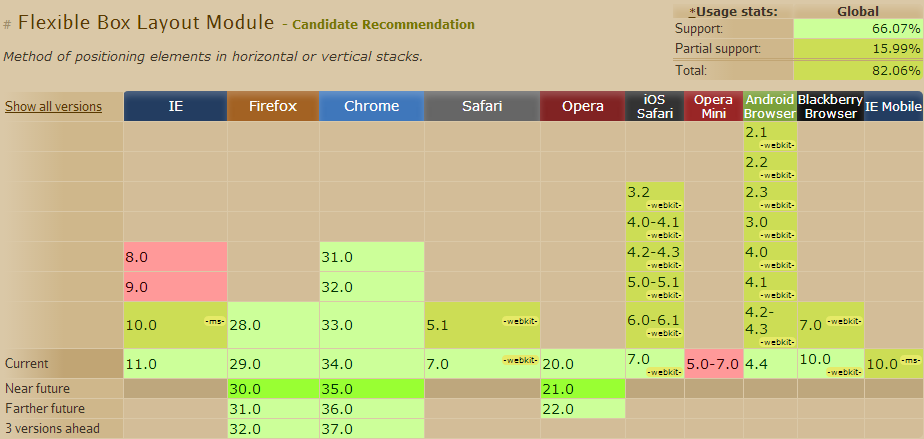 # Flexible Box Layout Module - Candidate Recommendation
*Usage stats: Global
Support: 66.07%
Partial support: 15.99%
Total: 82.06%
Method of positioning elements in horizontal or vertical stacks.
Show all versions IE Firefox Chrome Safari Opera iOS Safari Opera Mini Android Browser Blackberry Browser IE Mobile
2.1 -webkit-
2.2 -webkit-
3.2 -webkit- 2.3 -webkit-
4.0-4.1 -webkit- 3.0 -webkit-
8.0 31.0 4.2-4.3 -webkit- 4.0 -webkit-
9.0 32.0 5.0-5.1 -webkit- 4.1 -webkit-
10.0 -ms- 28.0 33.0 5.1 -webkit- 6.0-6.1 -webkit- 4.2-4.3 -webkit- 7.0 -webkit-
Current 11.0 29.0 34.0 7.0 -webkit- 20.0 7.0 -webkit- 5.0-7.0 4.4 10.0 -webkit- 10.0 -ms-
Near future 30.0 35.0 21.0
Farther future 31.0 36.0 22.0
3 versions ahead 32.0 37.0